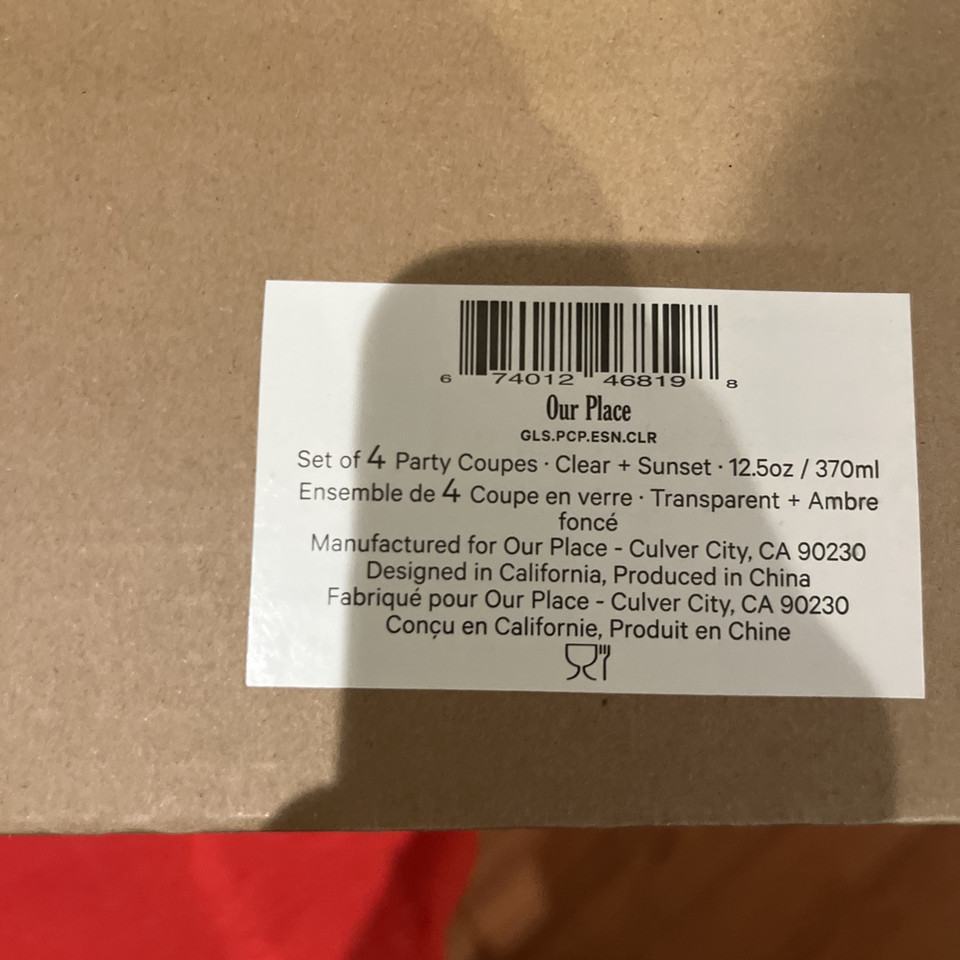 6 74012 46819 8
Our Place
GLS.PCP.ESN.CLR
Set of 4 Party Coupes · Clear + Sunset · 12.5oz / 370ml
Ensemble de 4 Coupe en verre · Transparent + Ambre
foncé
Manufactured for Our Place - Culver City, CA 90230
Designed in California, Produced in China
Fabriqué pour Our Place - Culver City, CA 90230
Conçu en Californie, Produit en Chine